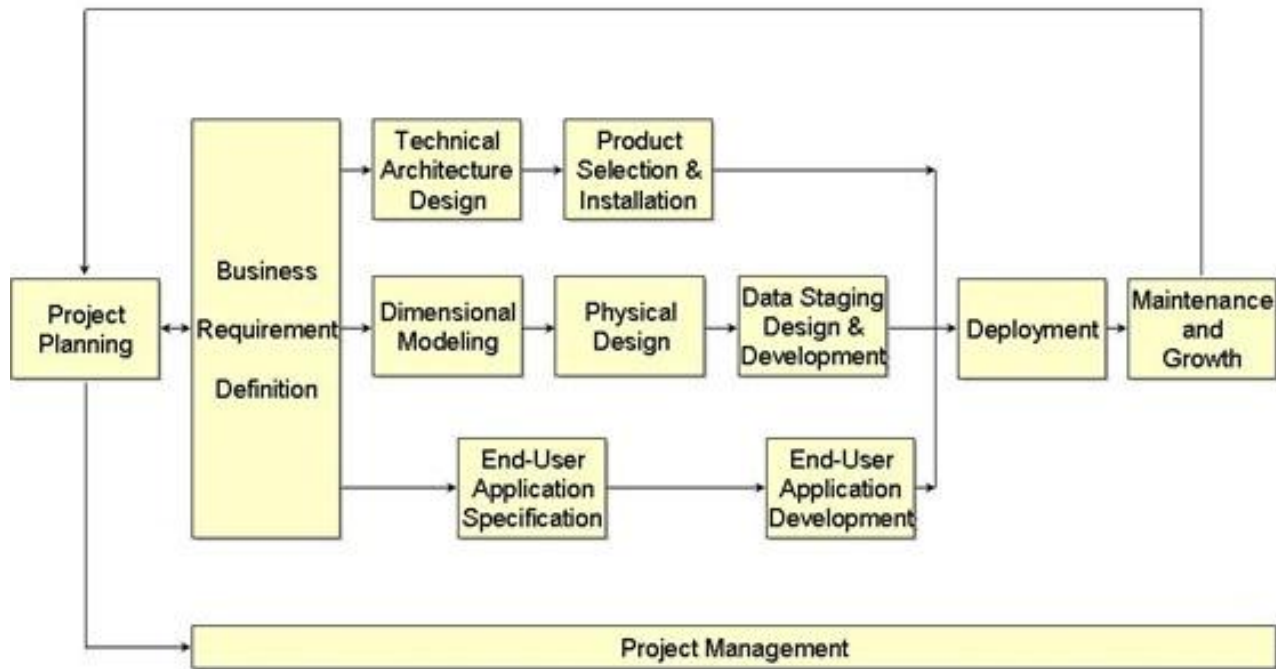 Technical
Architecture
Design
Product
Selection &
Installation
Business
Requirement
Definition
Project
Planning
Dimensional
Modeling
Physical
Design
Data Staging
Design &
Development
Deployment
Maintenance
and
Growth
End-User
Application
Specification
End-User
Application
Development
Project Management